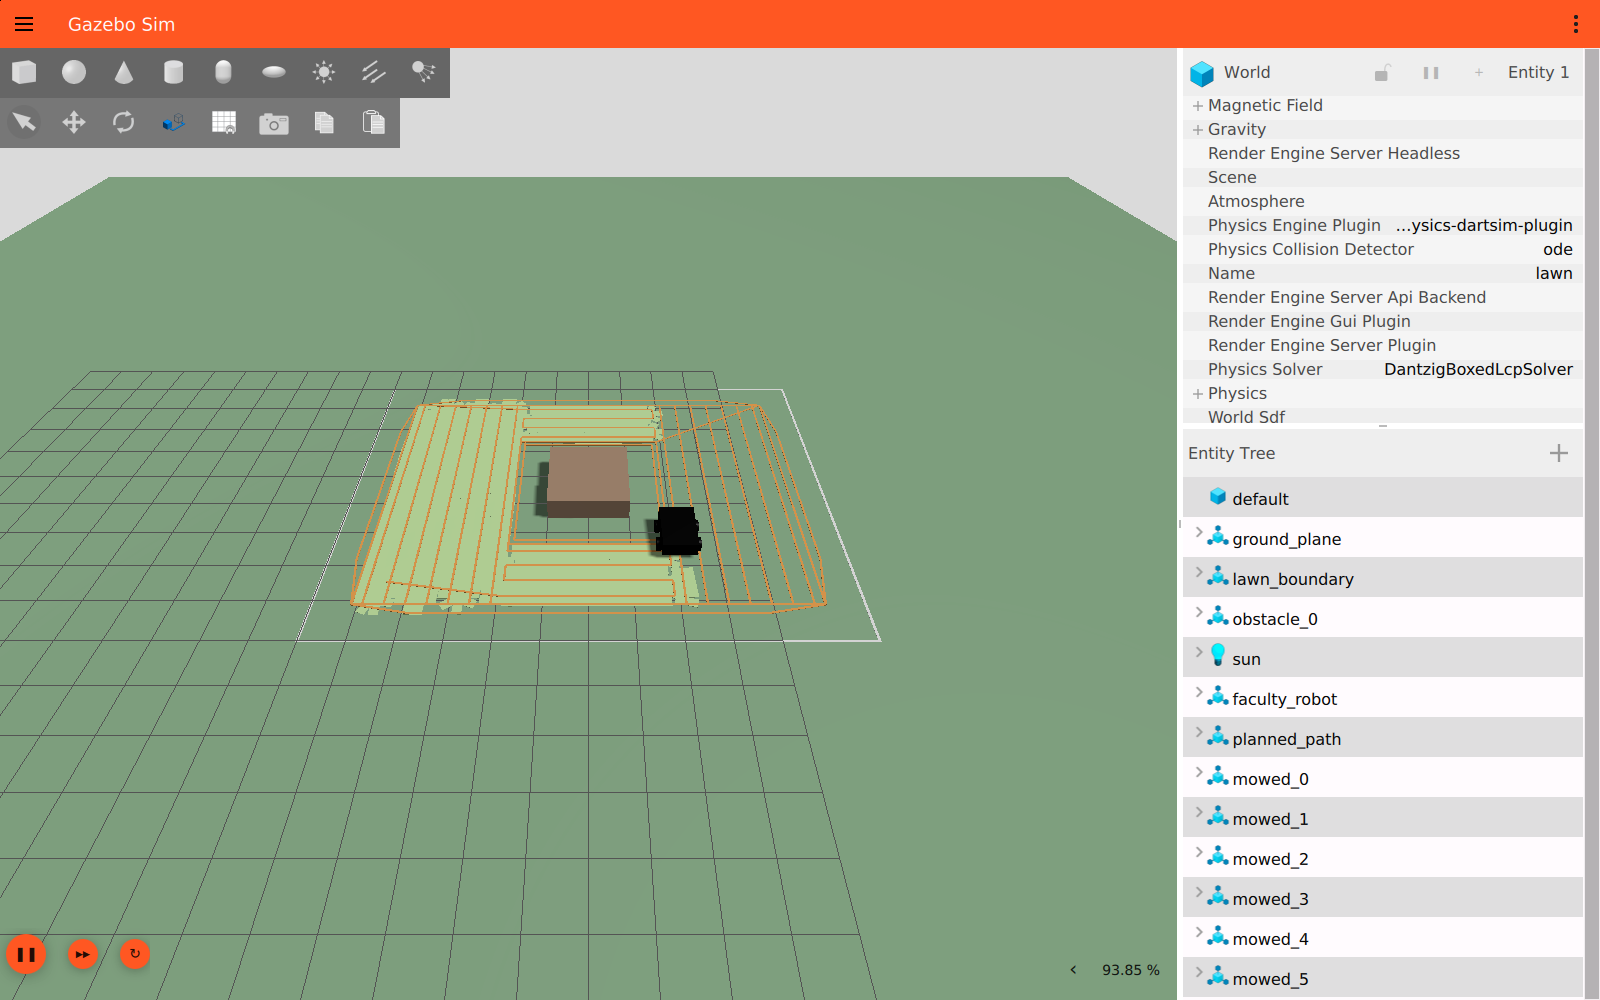 Gazebo Sim
World
Entity 1
Magnetic Field
Gravity
Render Engine Server Headless
Scene
Atmosphere
Physics Engine Plugin ...ysics-dartsim-plugin
Physics Collision Detector ode
Name lawn
Render Engine Server Api Backend
Render Engine Gui Plugin
Render Engine Server Plugin
Physics Solver DantzigBoxedLcpSolver
Physics
World Sdf
Entity Tree
default
ground_plane
lawn_boundary
obstacle_0
sun
faculty_robot
planned_path
mowed_0
mowed_1
mowed_2
mowed_3
mowed_4
mowed_5
93.85 %